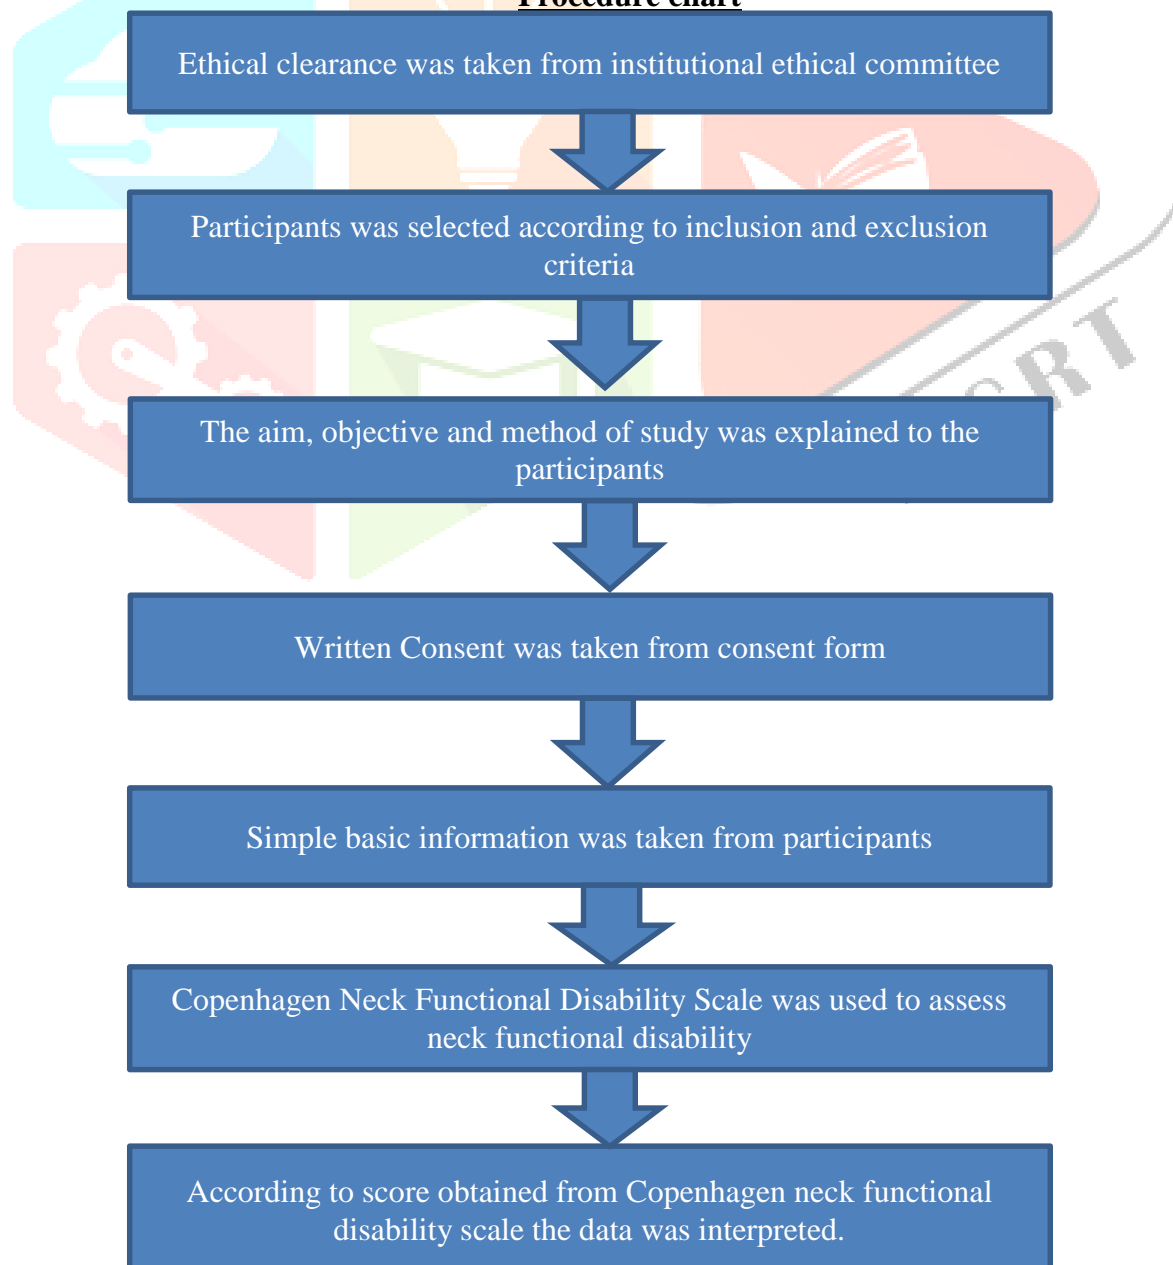 Procedure chart
Ethical clearance was taken from institutional ethical committee
Participants was selected according to inclusion and exclusion
criteria
The aim, objective and method of study was explained to the
participants
Written Consent was taken from consent form
Simple basic information was taken from participants
Copenhagen Neck Functional Disability Scale was used to assess
neck functional disability
According to score obtained from Copenhagen neck functional
disability scale the data was interpreted.